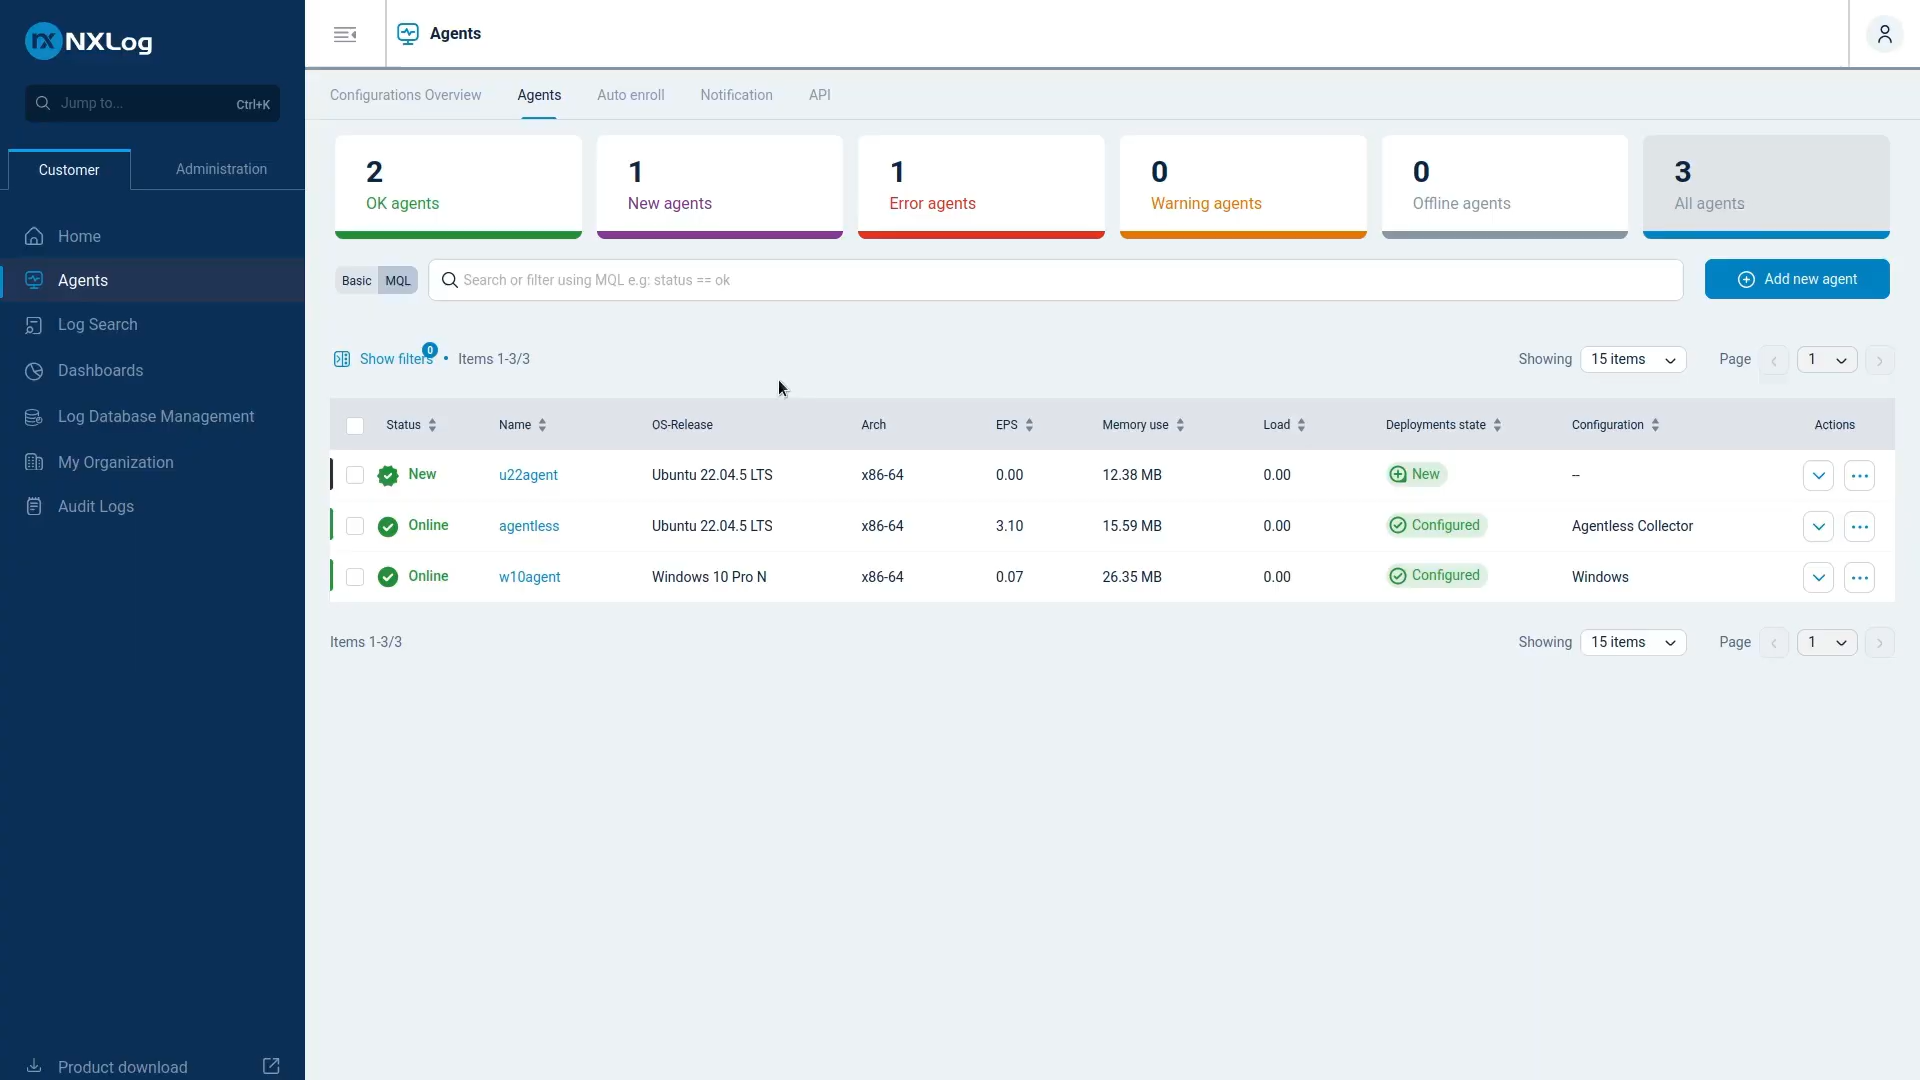 NXLog
Jump to...
Ctrl+K
Customer
Administration
Home
Agents
Log Search
Dashboards
Log Database Management
My Organization
Audit Logs
Product download
Agents
Configurations Overview
Agents
Auto enroll
Notification
API
2
OK agents
1
New agents
1
Error agents
0
Warning agents
0
Offline agents
3
All agents
Basic
MQL
Search or filter using MQL e.g: status == ok
Add new agent
Show filters 0 • Items 1-3/3
Showing 15 items Page 1
Status Name OS-Release Arch EPS Memory use Load Deployments state Configuration Actions
New u22agent Ubuntu 22.04.5 LTS x86-64 0.00 12.38 MB 0.00 New –
Online agentless Ubuntu 22.04.5 LTS x86-64 3.10 15.59 MB 0.00 Configured Agentless Collector
Online w10agent Windows 10 Pro N x86-64 0.07 26.35 MB 0.00 Configured Windows
Items 1-3/3 Showing 15 items Page 1